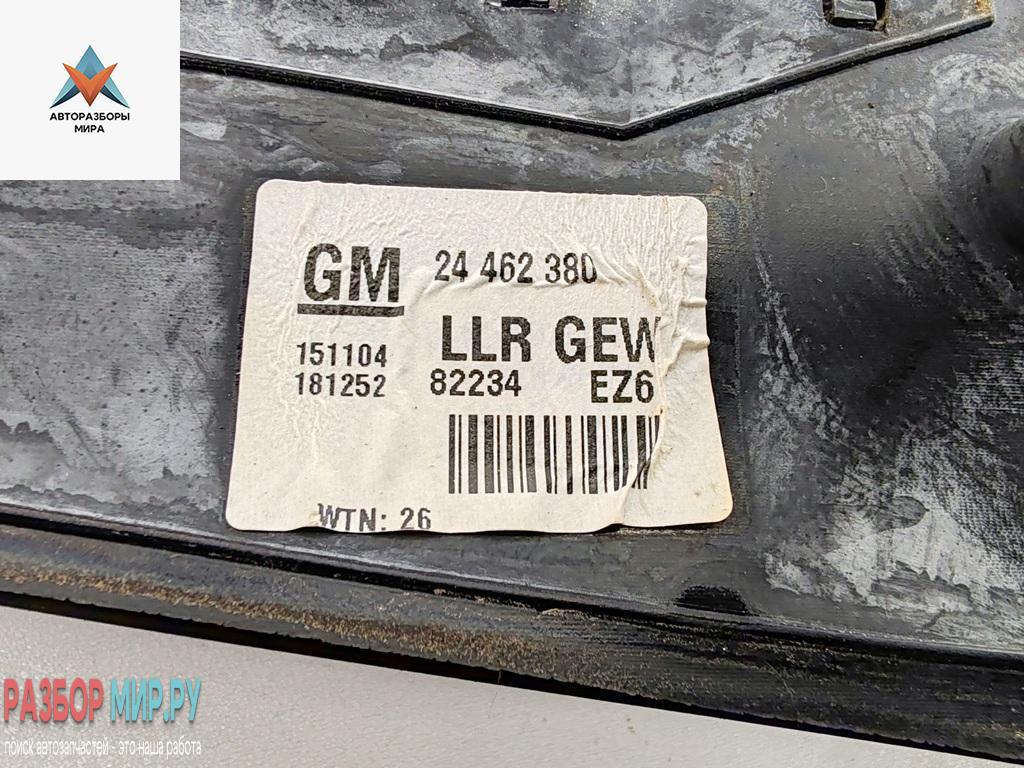 АВТОРАЗБОРЫ
МИРА
GM 24 462 380
LLR GEW
151104
181252 82234 EZ6
WTN: 26
РАЗБОР МИР.РУ
поиск автозапчастей - это наша работа